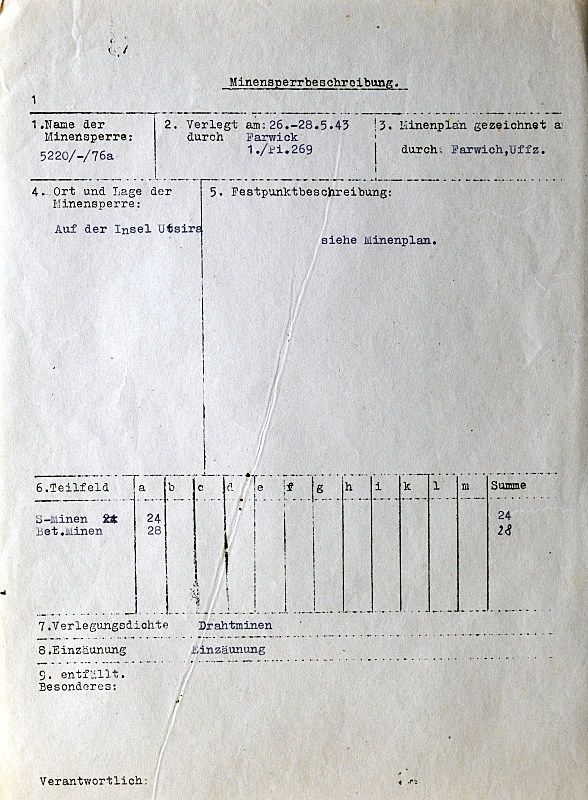 Minensperrbeschreibung.
1
1.Name der Minensperre:
5220/-/76a
2. Verlegt am: 26.-28.5.43
durch Farwick
1./Pi.269
3. Minenplan gezeichnet a
durch: Farwich,Uffz.
4. Ort und Lage der
Minensperre:
Auf der Insel Utsira
5. Festpunktbeschreibung:
siehe Minenplan.
6.Teilfeld a b c d e f g h i k l m Summe
S-Minen 24 24
Bet.Minen 28 28
7.Verlegungsdichte Drahtminen
8.Einzäunung Einzäunung
9. entfällt.
Besonderes:
Verantwortlich: